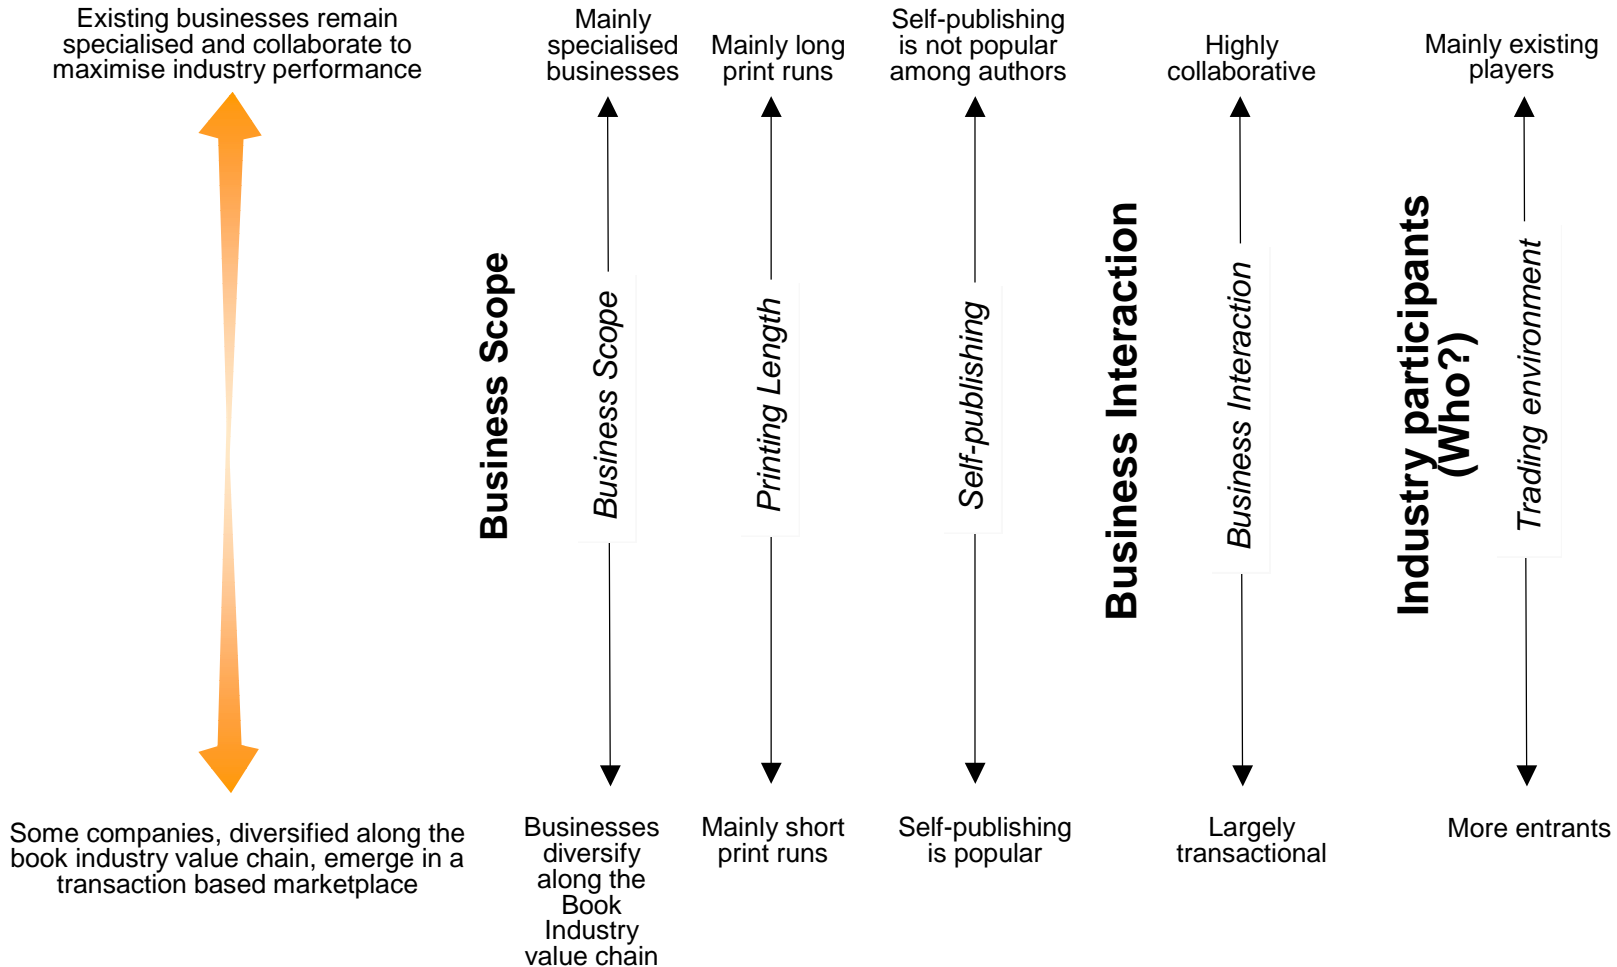 Existing businesses remain
specialised and collaborate to
maximise industry performance
Mainly
specialised
businesses
Mainly long
print runs
Self-publishing
is not popular
among authors
Highly
collaborative
Mainly existing
players
Business Scope
Business Scope
Printing Length
Self-publishing
Business Interaction
Business Interaction
Industry participants
(Who?)
Trading environment
Some companies, diversified along the
book industry value chain, emerge in a
transaction based marketplace
Businesses
diversify
along the
Book
Industry
value chain
Mainly short
print runs
Self-publishing
is popular
Largely
transactional
More entrants